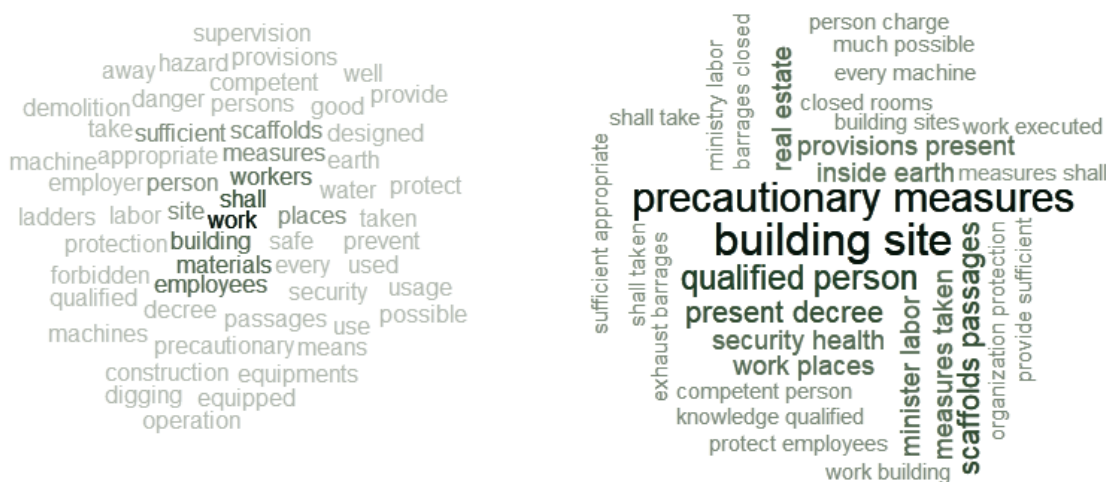 supervision
away hazard provisions
competent well
demolition danger persons good provide
take sufficient scaffolds designed
machine appropriate measures earth
employer person workers water protect
shall
ladders labor site work places taken
protection building safe prevent
materials every used
forbidden employees security usage
qualified decree passages use possible
machines precautionary means
construction equipments
digging equipped
operation
person charge
much possible
every machine
closed rooms
building sites work executed
provisions present
inside earth measures shall
shall take
ministry labor
barrages closed
real estate
precautionary measures
building site
qualified person
present decree
security health
work places
competent person
knowledge qualified
protect employees
work building
sufficient appropriate
shall taken
exhaust barrages
minister labor
measures taken
scaffolds passages
organization protection
provide sufficient